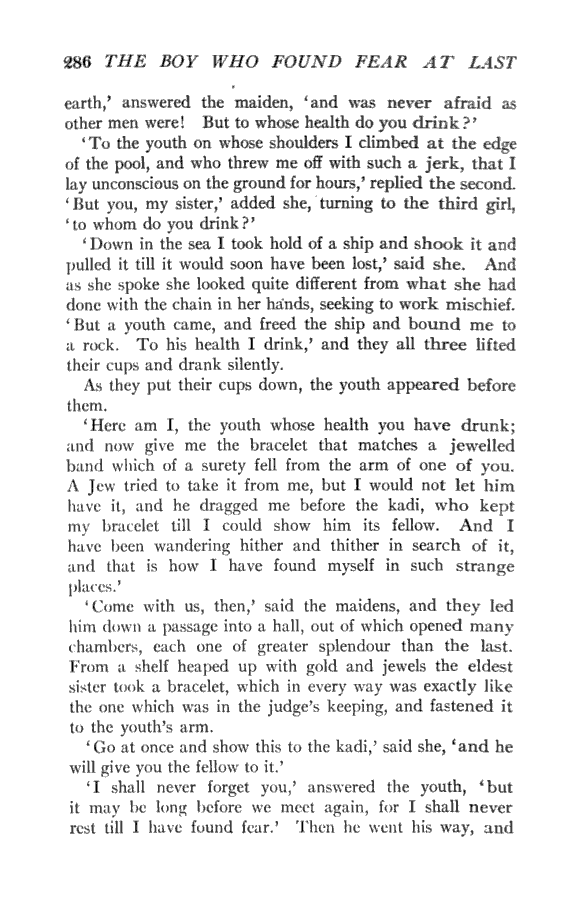 286 THE BOY WHO FOUND FEAR AT LAST
earth,' answered the maiden, 'and was never afraid as
other men were! But to whose health do you drink?'
'To the youth on whose shoulders I climbed at the edge
of the pool, and who threw me off with such a jerk, that I
lay unconscious on the ground for hours,' replied the second.
'But you, my sister,' added she, turning to the third girl,
'to whom do you drink?'
'Down in the sea I took hold of a ship and shook it and
pulled it till it would soon have been lost,' said she. And
as she spoke she looked quite different from what she had
done with the chain in her hands, seeking to work mischief.
'But a youth came, and freed the ship and bound me to
a rock. To his health I drink,' and they all three lifted
their cups and drank silently.
As they put their cups down, the youth appeared before
them.
'Here am I, the youth whose health you have drunk;
and now give me the bracelet that matches a jewelled
band which of a surety fell from the arm of one of you.
A Jew tried to take it from me, but I would not let him
have it, and he dragged me before the kadi, who kept
my bracelet till I could show him its fellow. And I
have been wandering hither and thither in search of it,
and that is how I have found myself in such strange
places.'
'Come with us, then,' said the maidens, and they led
him down a passage into a hall, out of which opened many
chambers, each one of greater splendour than the last.
From a shelf heaped up with gold and jewels the eldest
sister took a bracelet, which in every way was exactly like
the one which was in the judge's keeping, and fastened it
to the youth's arm.
'Go at once and show this to the kadi,' said she, 'and he
will give you the fellow to it.'
'I shall never forget you,' answered the youth, 'but
it may be long before we meet again, for I shall never
rest till I have found fear.' Then he went his way, and